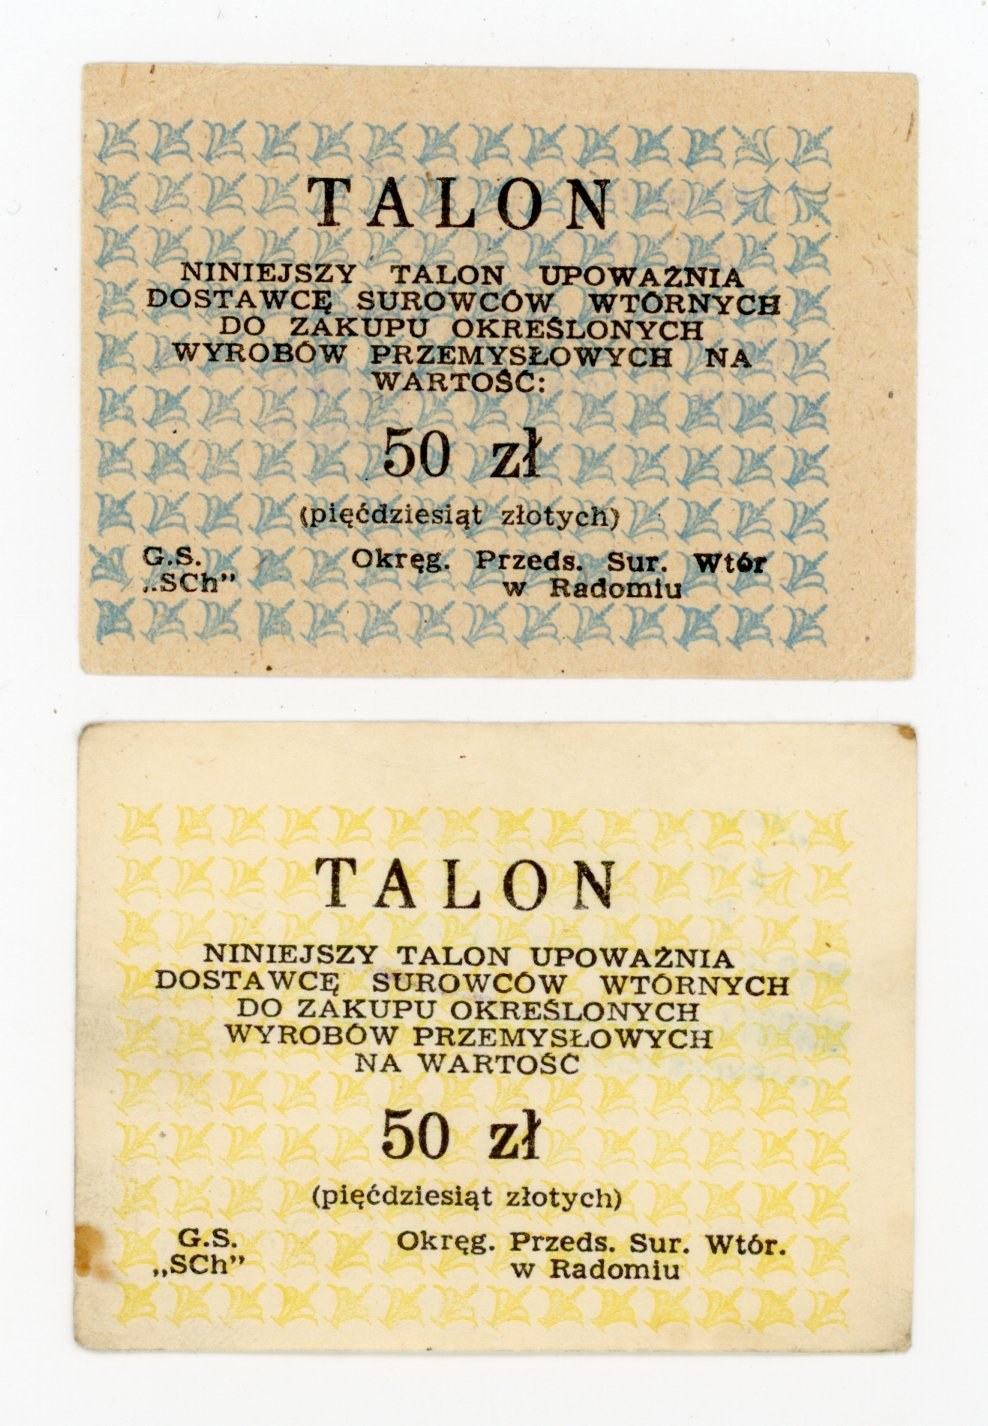 TALON
NINIEJSZY TALON UPOWAŻNIA
DOSTAWCĘ SUROWCÓW WTÓRNYCH
DO ZAKUPU OKREŚLONYCH
WYROBÓW PRZEMYSŁOWYCH NA
WARTOŚĆ:
50 zł
(pięćdziesiąt złotych)
G.S. Okręg. Przeds. Sur. Wtór
„SCh” w Radomiu
TALON
NINIEJSZY TALON UPOWAŻNIA
DOSTAWCĘ SUROWCÓW WTÓRNYCH
DO ZAKUPU OKREŚLONYCH
WYROBÓW PRZEMYSŁOWYCH
NA WARTOŚĆ
50 zł
(pięćdziesiąt złotych)
G.S. Okręg. Przeds. Sur. Wtór.
„SCh” w Radomiu